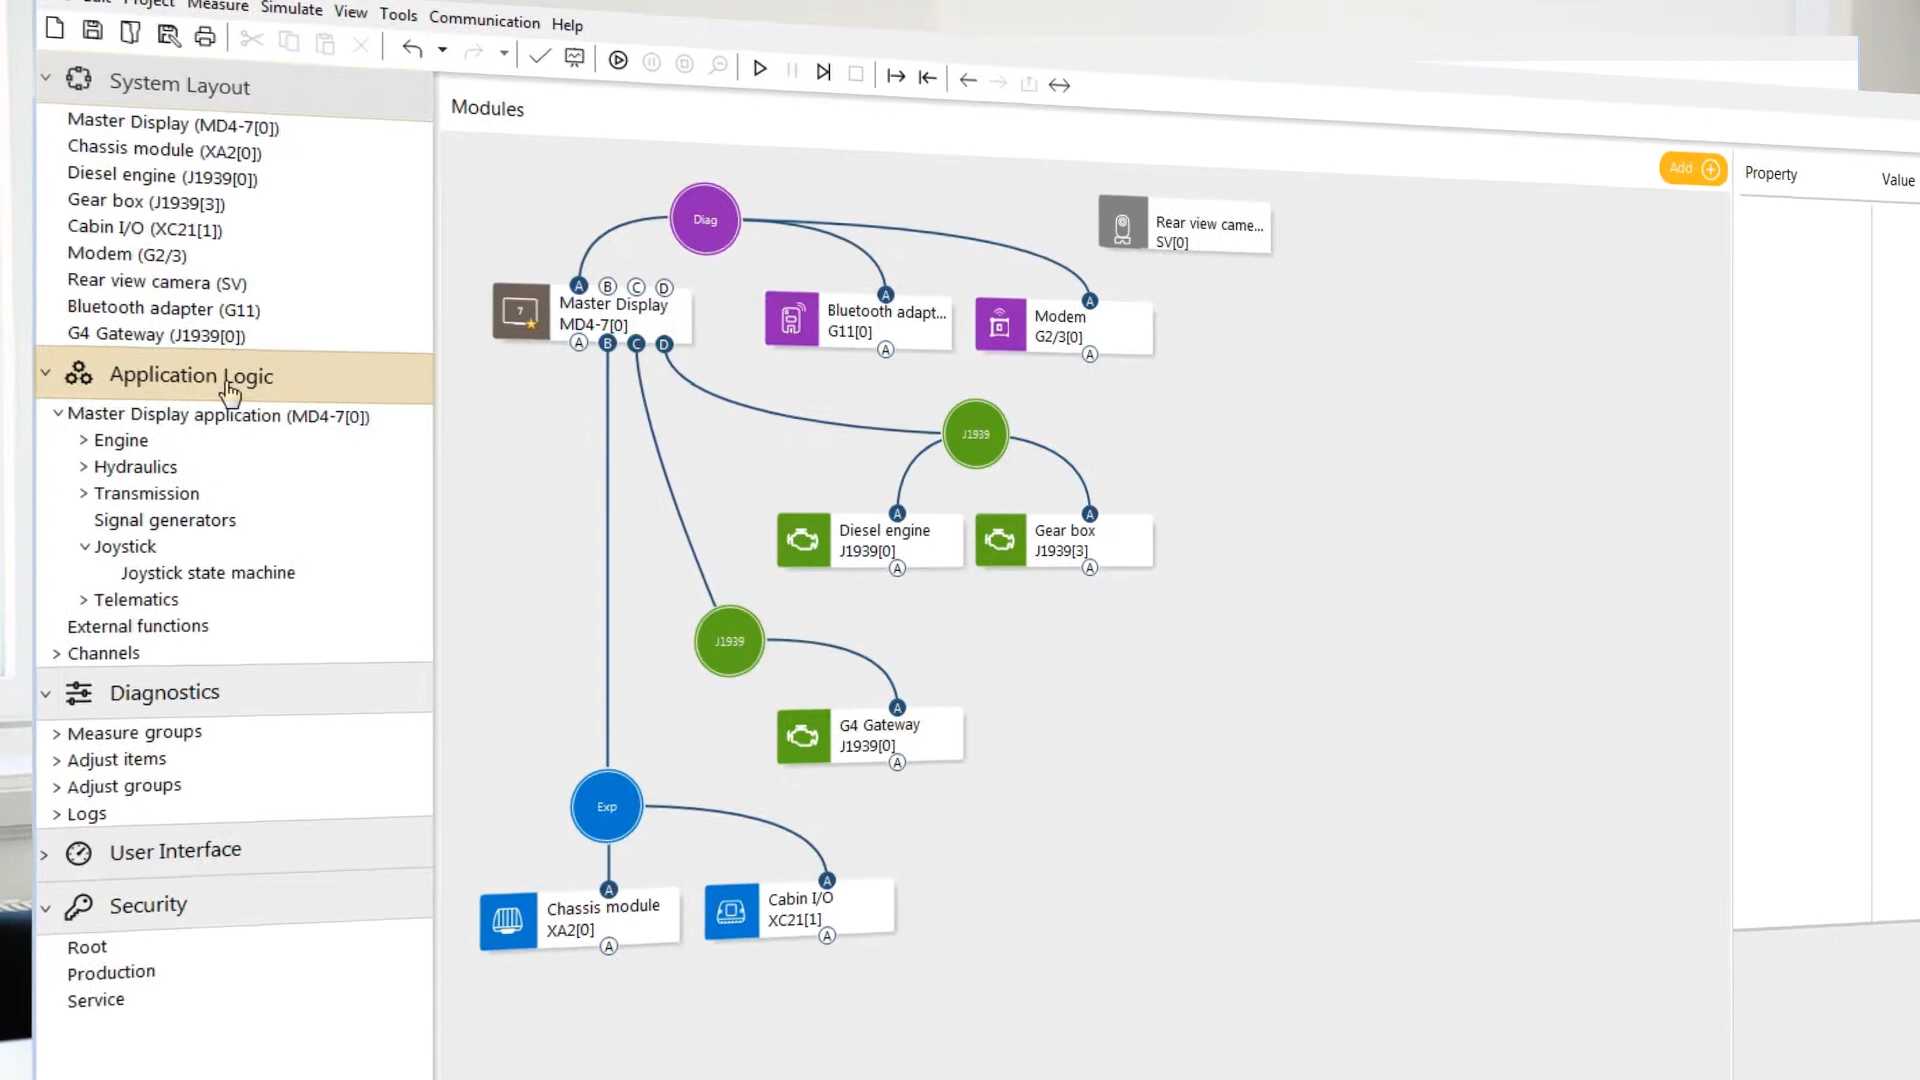 Edit Project Measure Simulate View Tools Communication Help
System Layout
Master Display (MD4-7[0])
Chassis module (XA2[0])
Diesel engine (J1939[0])
Gear box (J1939[3])
Cabin I/O (XC21[1])
Modem (G2/3)
Rear view camera (SV)
Bluetooth adapter (G11)
G4 Gateway (J1939[0])
Application Logic
Master Display application (MD4-7[0])
Engine
Hydraulics
Transmission
Signal generators
Joystick
Joystick state machine
Telematics
External functions
Channels
Diagnostics
Measure groups
Adjust items
Adjust groups
Logs
User Interface
Security
Root
Production
Service
Modules
Add
Property Value
Diag
Rear view came...
SV[0]
A B C D
7
Master Display
MD4-7[0]
A B C D
A
Bluetooth adapt...
G11[0]
A
A
Modem
G2/3[0]
A
J1939
A
Diesel engine
J1939[0]
A
A
Gear box
J1939[3]
A
J1939
A
G4 Gateway
J1939[0]
A
Exp
A
Chassis module
XA2[0]
A
A
Cabin I/O
XC21[1]
A